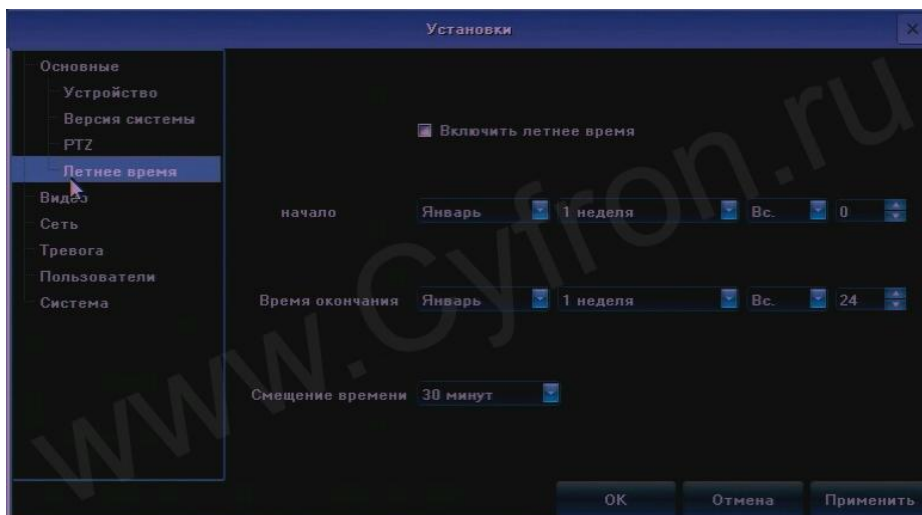 Установки
Основные
Устройство
Версия системы
PTZ
Летнее время
Видео
Сеть
Тревога
Пользователи
Система
Включить летнее время
начало Январь 1 неделя Вс. 0
Время окончания Январь 1 неделя Вс. 24
Смещение времени 30 минут
OK Отмена Применить
www.Cyfron.ru